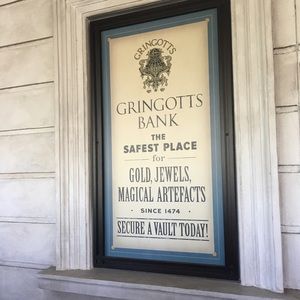 GRINGOTTS
GRINGOTTS
BANK
THE
SAFEST PLACE
for
GOLD, JEWELS,
MAGICAL ARTEFACTS
· SINCE 1474 ·
SECURE A VAULT TODAY!